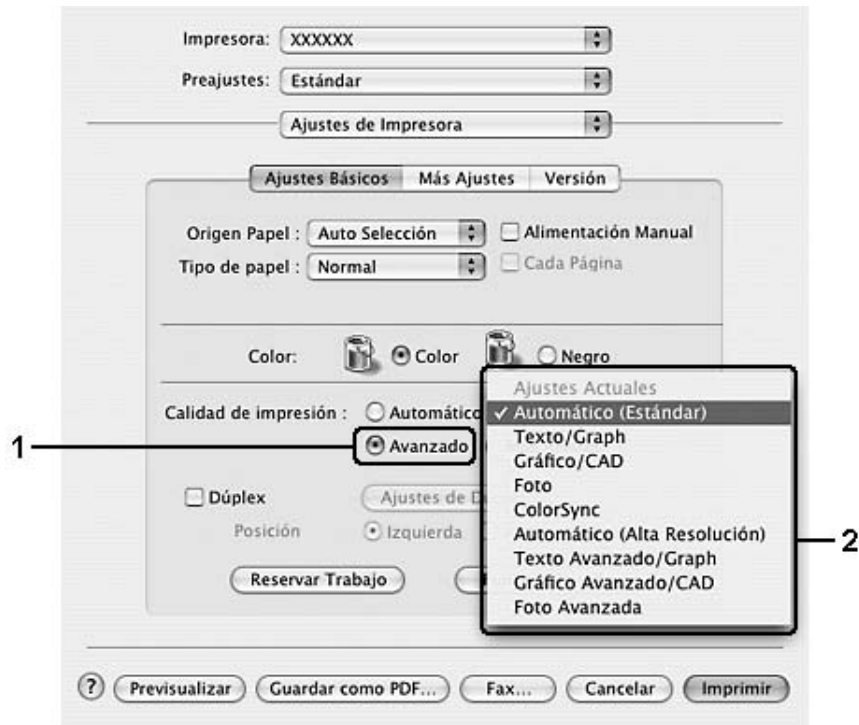 Impresora: XXXXXX
Preajustes: Estándar
Ajustes de Impresora
Ajustes Básicos Más Ajustes Versión
Origen Papel : Auto Selección Alimentación Manual
Tipo de papel : Normal Cada Página
Color: Color Negro
Calidad de impresión : Automático
1 Avanzado
Ajustes Actuales
✓ Automático (Estándar)
Texto/Graph
Gráfico/CAD
Foto
ColorSync
Automático (Alta Resolución)
Texto Avanzado/Graph
Gráfico Avanzado/CAD
Foto Avanzada
2
Dúplex Ajustes de
Posición Izquierda
Reservar Trabajo
? Previsualizar Guardar como PDF... Fax... Cancelar Imprimir